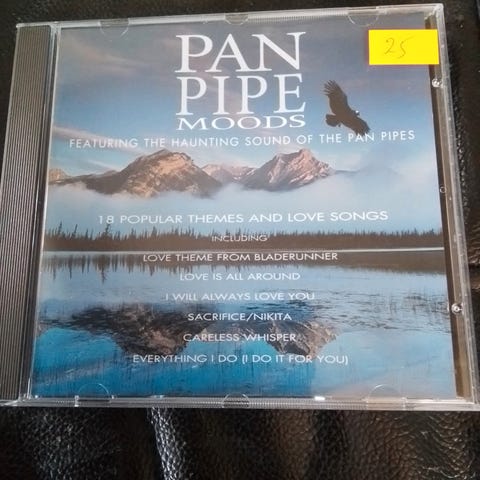 25
PAN
PIPE
MOODS
FEATURING THE HAUNTING SOUND OF THE PAN PIPES
18 POPULAR THEMES AND LOVE SONGS
INCLUDING
LOVE THEME FROM BLADERUNNER
LOVE IS ALL AROUND
I WILL ALWAYS LOVE YOU
SACRIFICE/NIKITA
CARELESS WHISPER
EVERYTHING I DO (I DO IT FOR YOU)